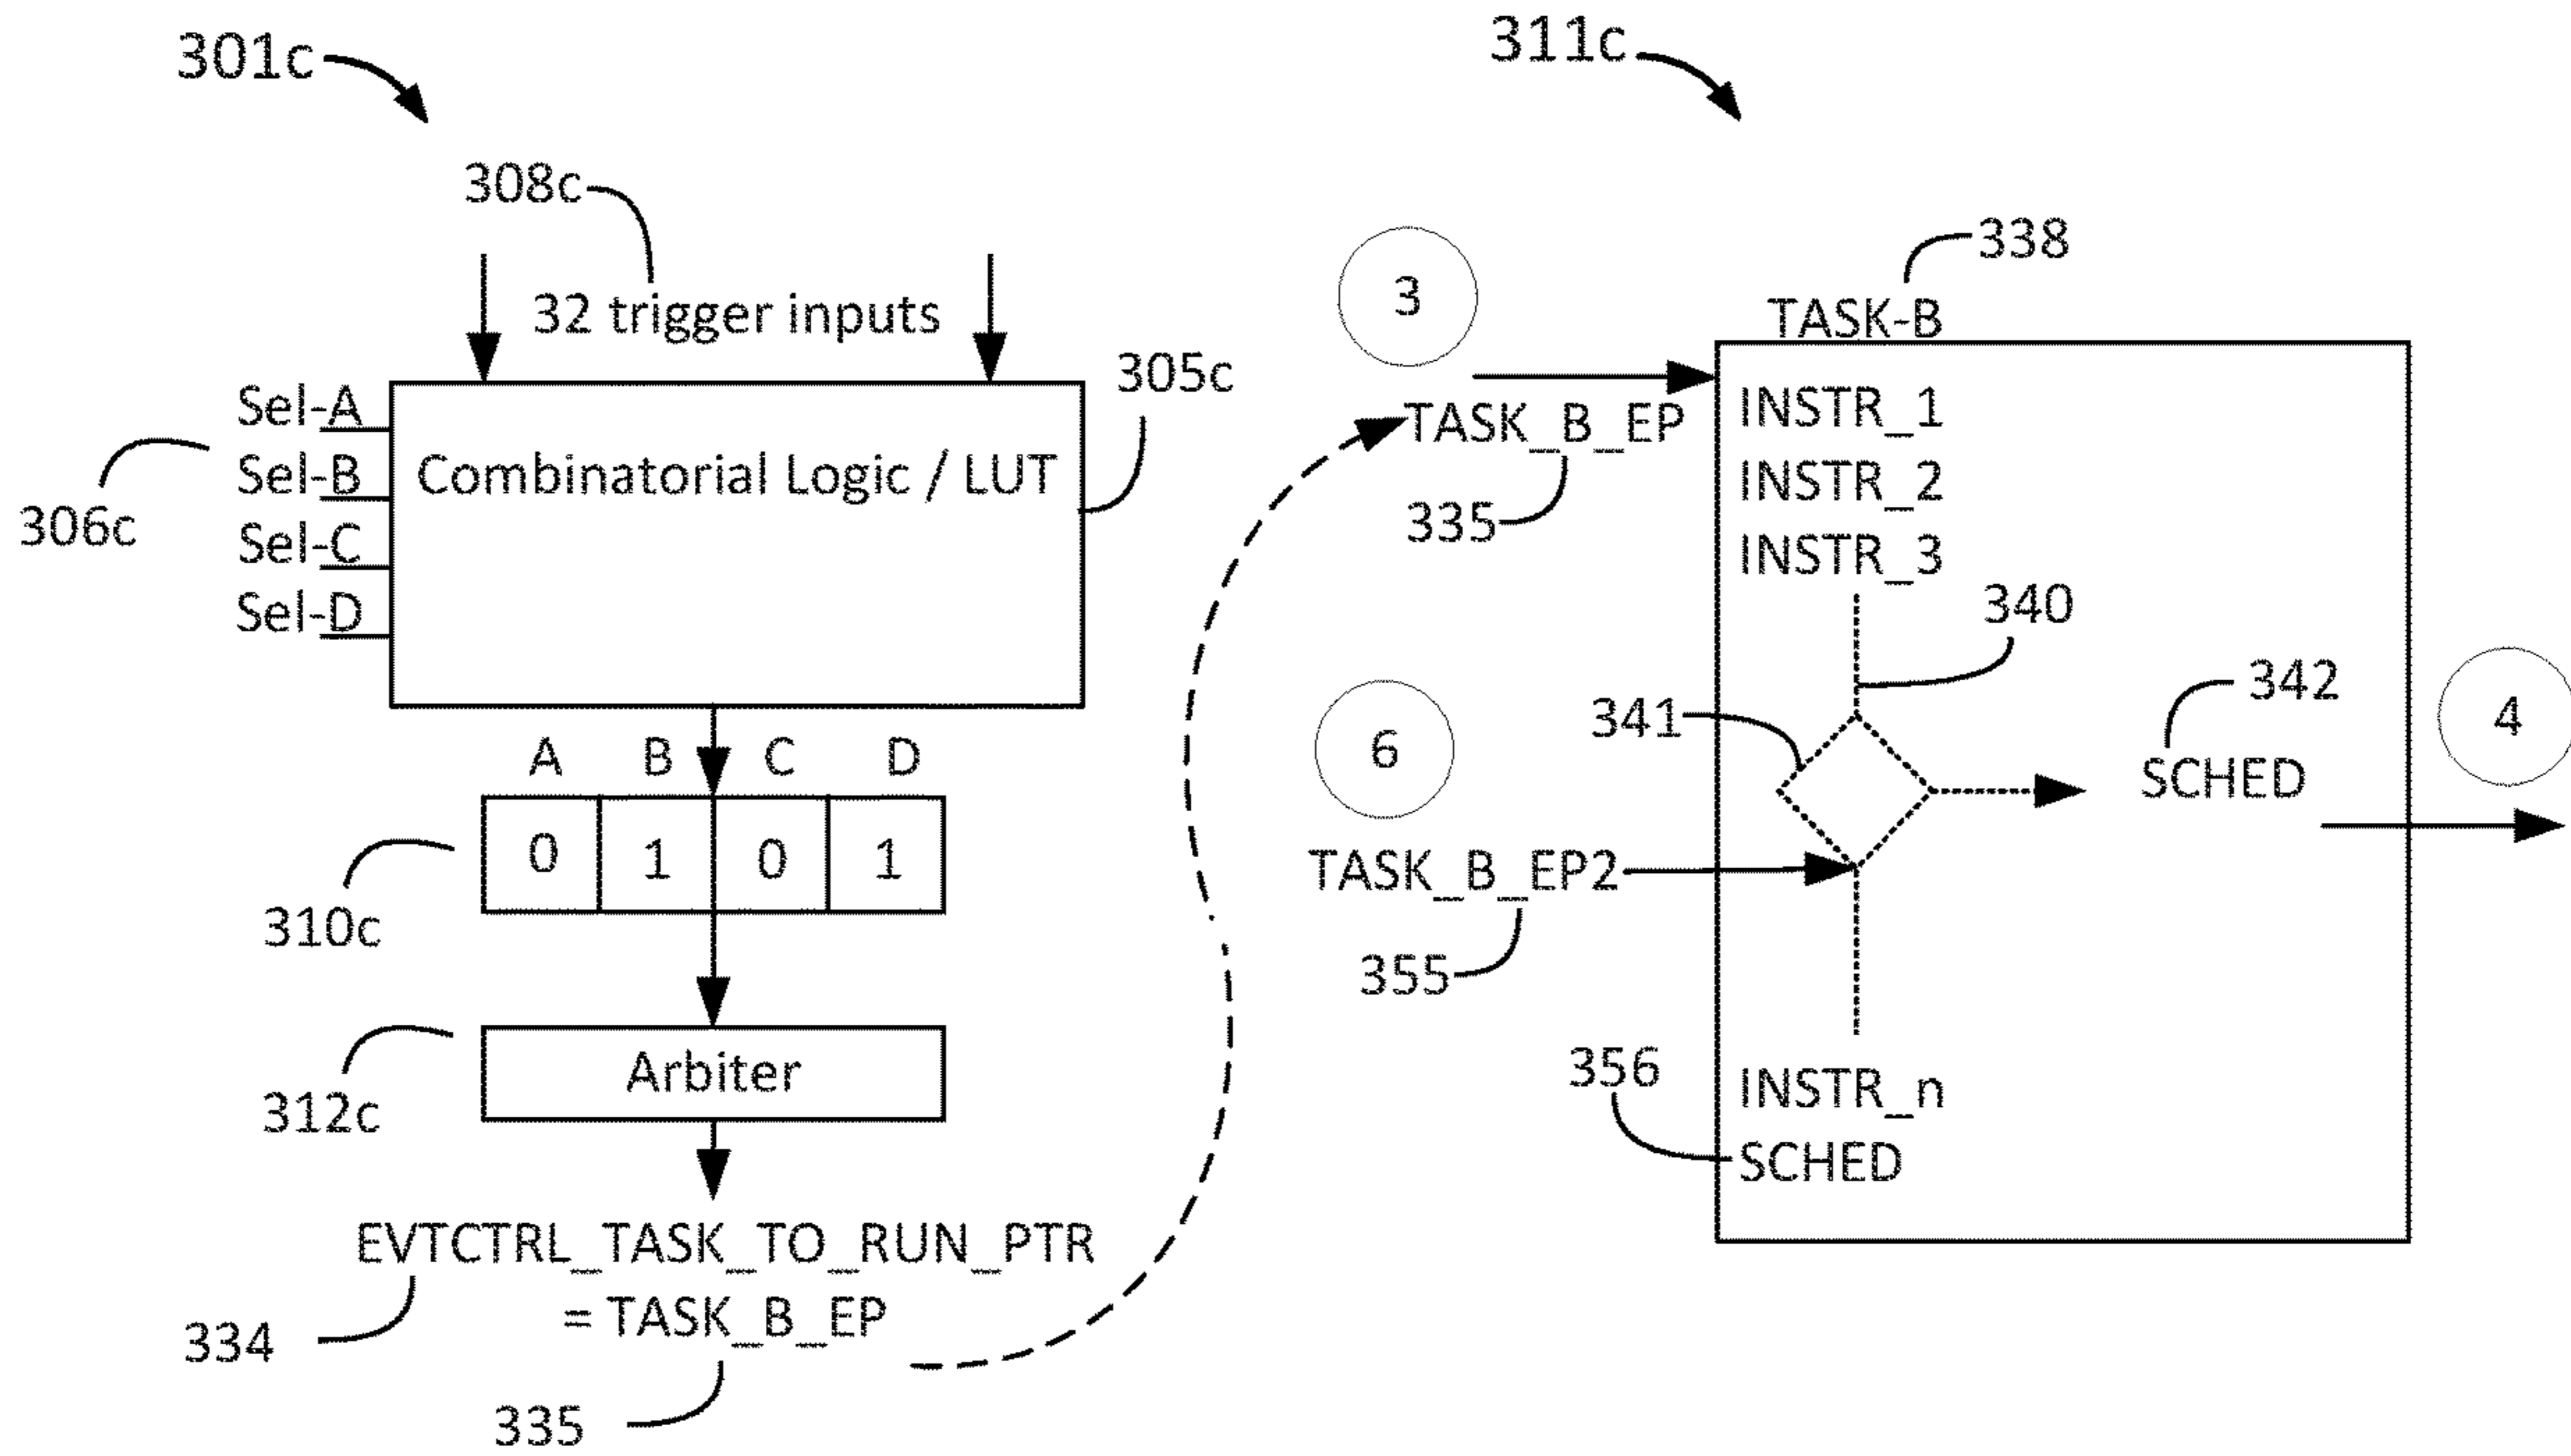 301c
308c
32 trigger inputs
305c
Sel-A
Sel-B
Sel-C
Sel-D
306c
Combinatorial Logic / LUT
A B C D
0 1 0 1
310c
Arbiter
312c
EVTCTRL_TASK_TO_RUN_PTR
= TASK_B_EP
334
335
311c
3
TASK_B_EP
335
338
TASK-B
INSTR_1
INSTR_2
INSTR_3
340
341
342
SCHED
4
6
TASK_B_EP2
355
356
INSTR_n
SCHED